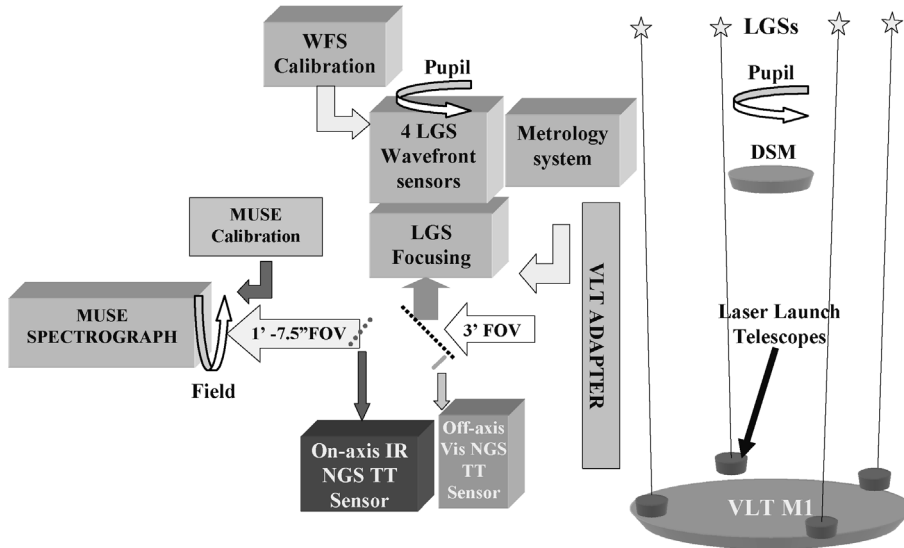 WFS
Calibration
Pupil
4 LGS
Wavefront
sensors
Metrology
system
LGSs
Pupil
DSM
MUSE
Calibration
LGS
Focusing
VLT ADAPTER
MUSE
SPECTROGRAPH
1' -7.5”FOV
3' FOV
Field
Laser Launch
Telescopes
On-axis IR
NGS TT
Sensor
Off-axis
Vis NGS
TT
Sensor
VLT M1